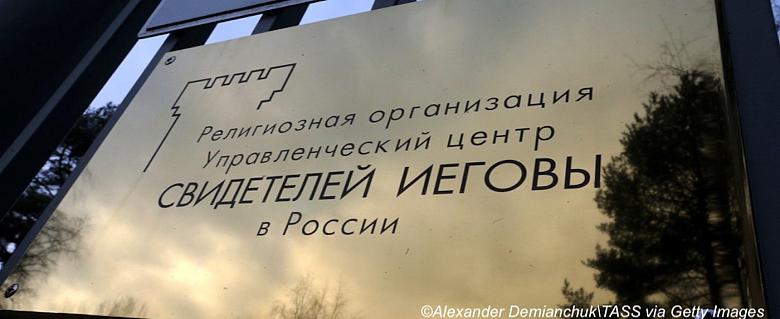 Религиозная организация
Управленческий центр
СВИДЕТЕЛЕЙ ИЕГОВЫ
в России
©Alexander Demianchuk\TASS via Getty Images